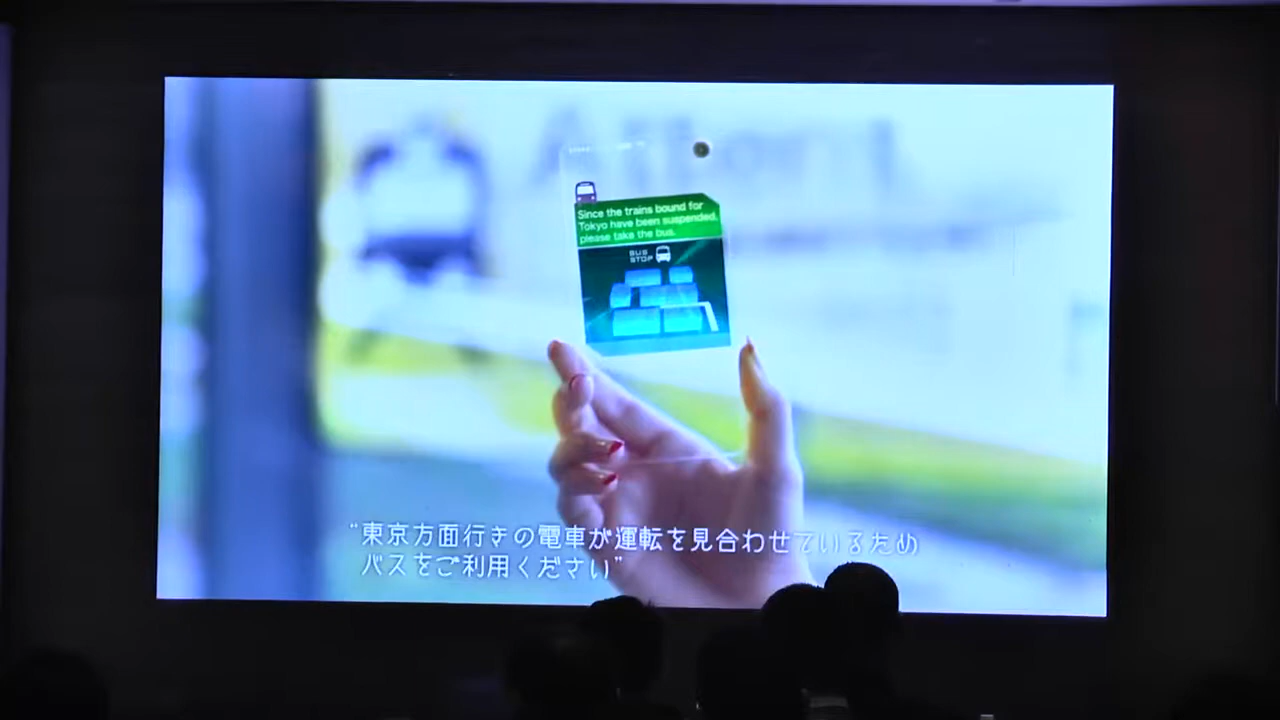 Airport
Since the trains bound for
Tokyo have been suspended,
please take the bus.
BUS
STOP
“東京方面行きの電車が運転を見合わせているため
バスをご利用ください”